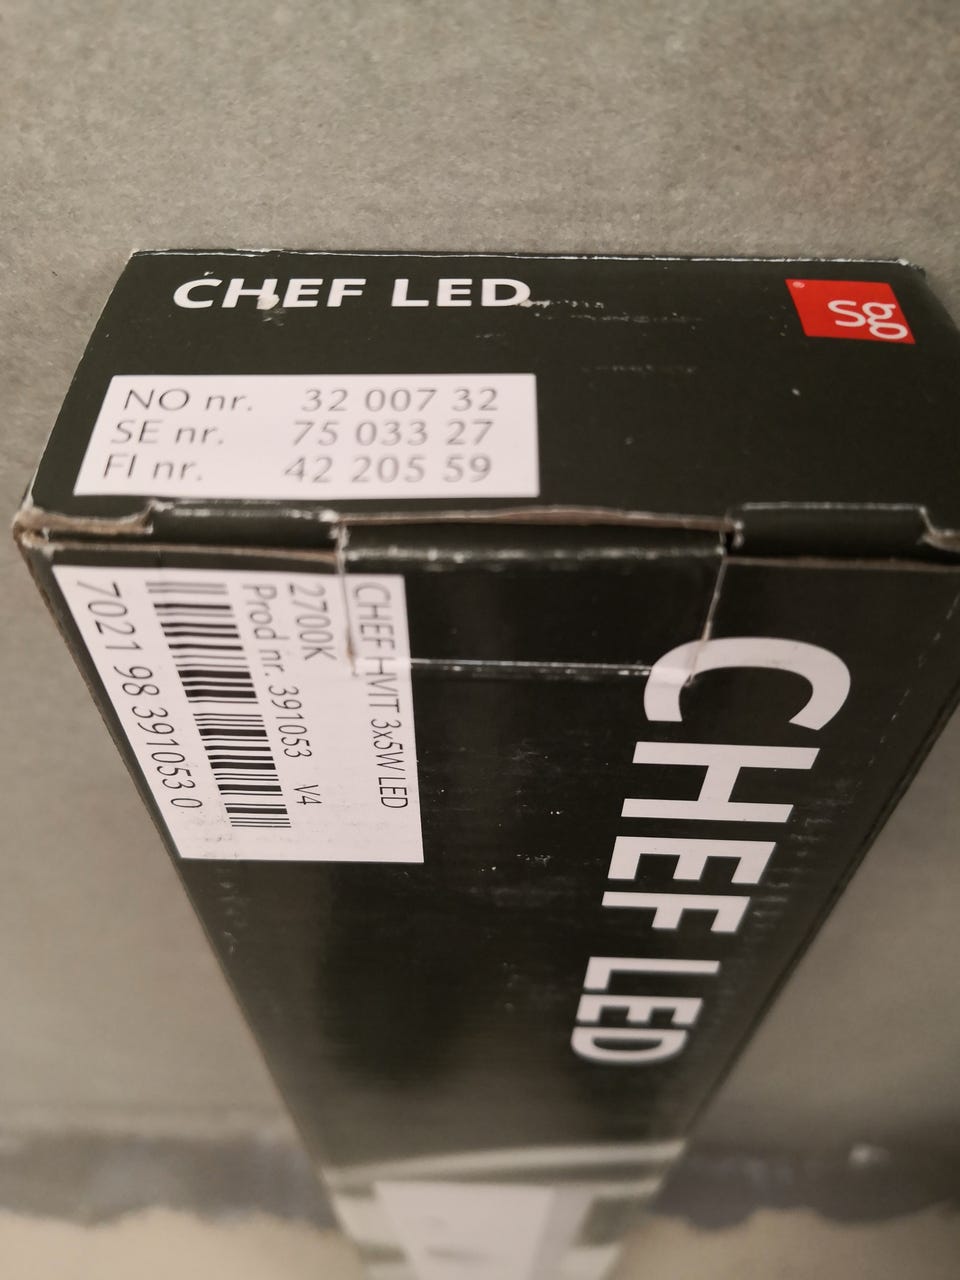 CHEF LED
® sg
NO nr. 32 007 32
SE nr. 75 033 27
FI nr. 42 205 59
CHEF HVIT 3x5W LED
2700K
Prod nr. 391053 V4
7021 98 391053 0
CHEF LED